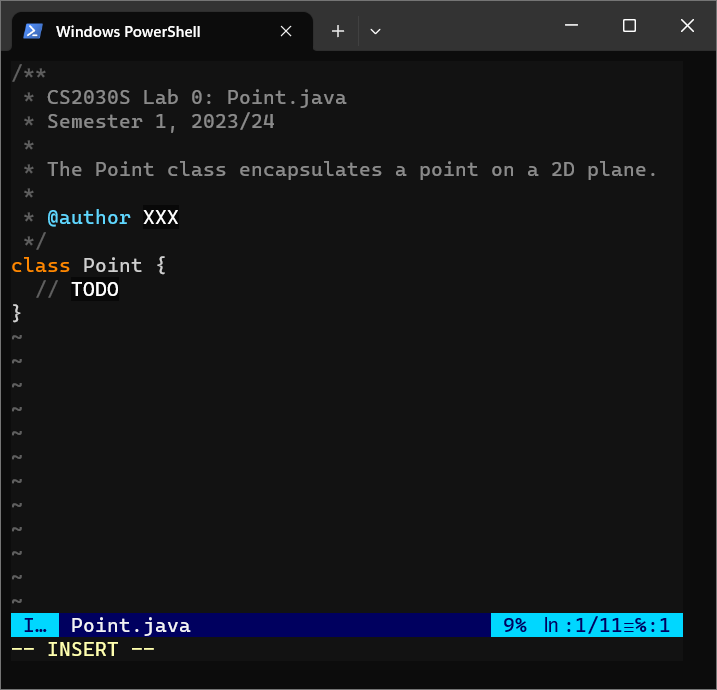 Windows PowerShell
/**
 * CS2030S Lab 0: Point.java
 * Semester 1, 2023/24
 *
 * The Point class encapsulates a point on a 2D plane.
 *
 * @author XXX
 */
class Point {
  // TODO
}
~
~
~
~
~
~
~
~
~
~
~
~
I… Point.java 9% ㏑:1/11☰℅:1
-- INSERT --